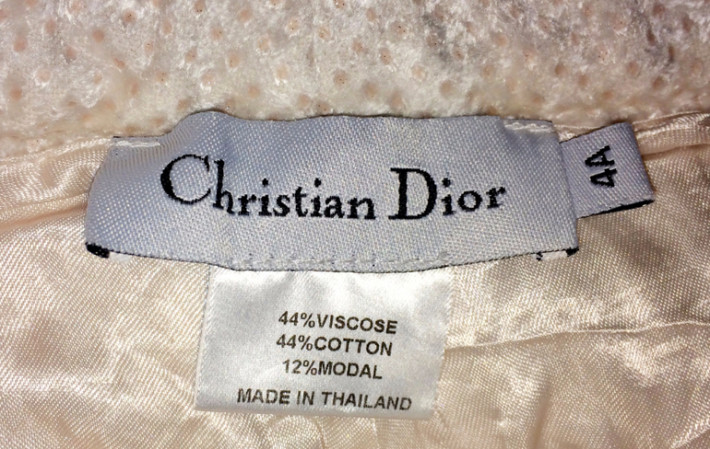 Christian Dior
4A
44%VISCOSE
44%COTTON
12%MODAL
MADE IN THAILAND